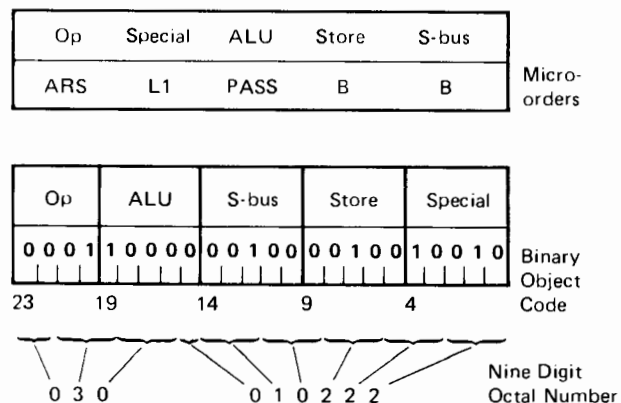 Op Special ALU Store S-bus
ARS L1 PASS B B
Micro-
orders
Op ALU S-bus Store Special
0 0 0 1 1 0 0 0 0 0 0 1 0 0 0 0 1 0 0 1 0 0 1 0
Binary
Object
Code
23 19 14 9 4
0 3 0 0 1 0 2 2 2
Nine Digit
Octal Number